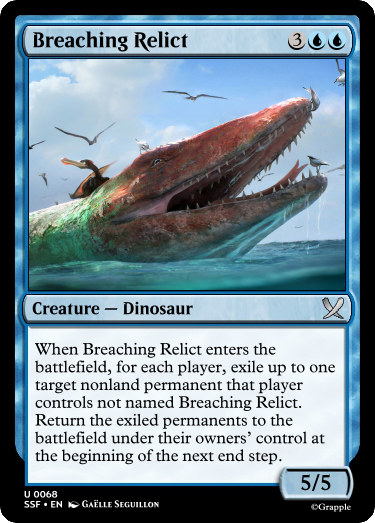 Breaching Relict 3
Creature — Dinosaur
When Breaching Relict enters the
battlefield, for each player, exile up to one
target nonland permanent that player
controls not named Breaching Relict.
Return the exiled permanents to the
battlefield under their owners' control at
the beginning of the next end step.
5/5
U 0068
SSF • EN Gaëlle Seguillon
©Grapple